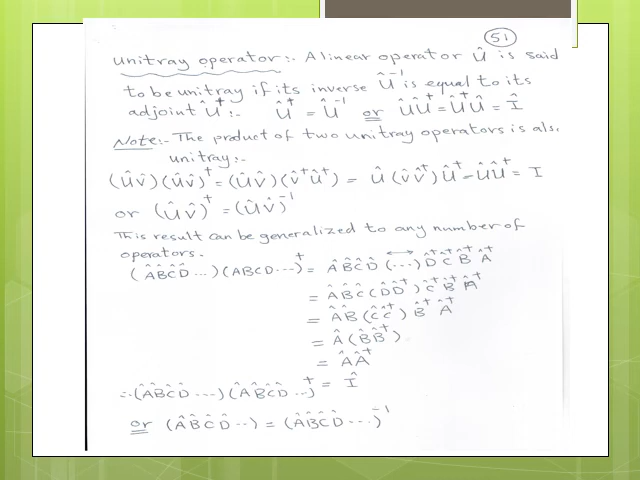 51
unitray operator:. A linear operator Û is said
to be unitray if its inverse Û⁻¹ is equal to its
adjoint Û⁺:- Û⁺ = Û⁻¹ or ÛÛ⁺ = Û⁺Û = Î
Note:- The product of two unitray operators is als.
unitray:-
(ÛV̂)(ÛV̂)⁺ = (ÛV̂)(V̂⁺Û⁺) = Û(V̂V̂⁺)Û⁺ = ÛÛ⁺ = I
or (ÛV̂)⁺ = (ÛV̂)⁻¹
This result can be generalized to any number of
operators.
(ÂB̂ĈD̂...)(ABCD...)⁺ = ÂB̂ĈD̂(...)D̂⁺Ĉ⁺B̂⁺Â⁺
= ÂB̂Ĉ(D̂D̂⁺)Ĉ⁺B̂⁺Â⁺
= ÂB̂(ĈĈ⁺)B̂⁺Â⁺
= Â(B̂B̂⁺)
= ÂÂ⁺
∴(ÂB̂ĈD̂...)(ÂB̂ĈD̂...)⁺ = Î
or (ÂB̂ĈD̂..) = (ÂB̂ĈD̂...)⁻¹